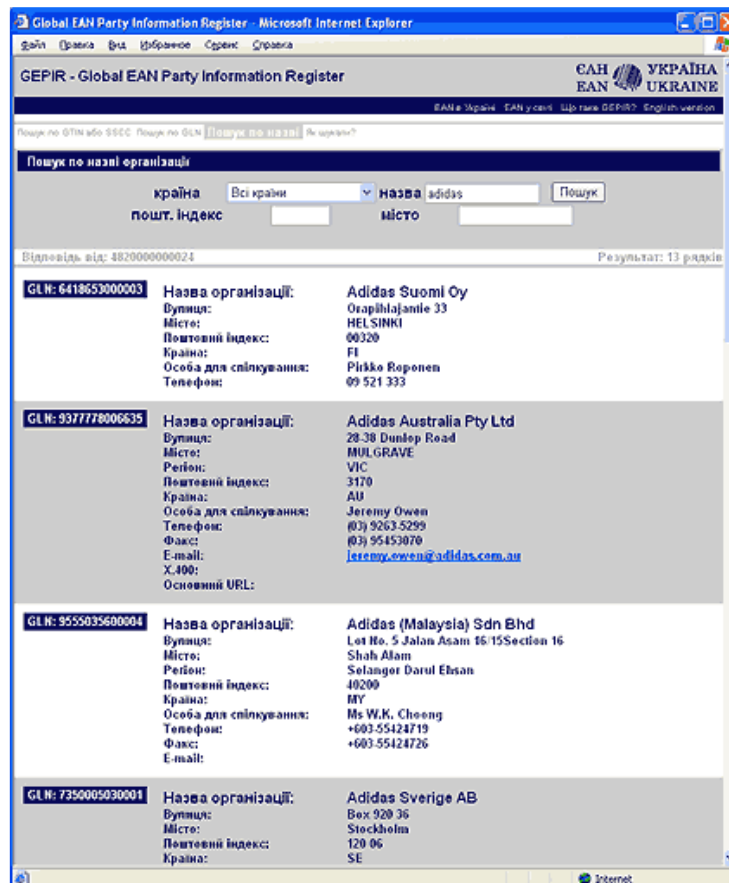 Global EAN Party Information Register - Microsoft Internet Explorer
Файл Правка Вид Избранное Сервис Справка
GEPIR - Global EAN Party Information Register
ЄАН УКРАЇНА
EAN UKRAINE
EAN в Україні EAN у світі Що таке GEPIR? English version
Пошук по GTIN або SSCC Пошук по GLN Пошук по назві Як шукати?
Пошук по назві організації
країна Всі країни назва adidas Пошук
пошт. індекс місто
Відповідь від: 4820000000024 Результат: 13 рядків
GLN: 6418653000003 Назва організації: Adidas Suomi Oy
Вулиця: Orapihlajantie 33
Місто: HELSINKI
Поштовий індекс: 00320
Країна: FI
Особа для спілкування: Pirkko Roponen
Телефон: 09 521 333
GLN: 9377778006635 Назва організації: Adidas Australia Pty Ltd
Вулиця: 28-38 Dunlop Road
Місто: MULGRAVE
Регіон: VIC
Поштовий індекс: 3170
Країна: AU
Особа для спілкування: Jeremy Owen
Телефон: (03) 9263-5299
Факс: (03) 95453070
E-mail: jeremy.owen@adidas.com.au
X.400:
Основний URL:
GLN: 9555035600004 Назва організації: Adidas (Malaysia) Sdn Bhd
Вулиця: Lot No. 5 Jalan Asam 16/15Section 16
Місто: Shah Alam
Регіон: Selangor Darul Ehsan
Поштовий індекс: 40200
Країна: MY
Особа для спілкування: Ms W.K. Choong
Телефон: +603-55424719
Факс: +603-55424726
E-mail:
GLN: 7350005030001 Назва організації: Adidas Sverige AB
Вулиця: Box 920 36
Місто: Stockholm
Поштовий індекс: 120 06
Країна: SE
Internet